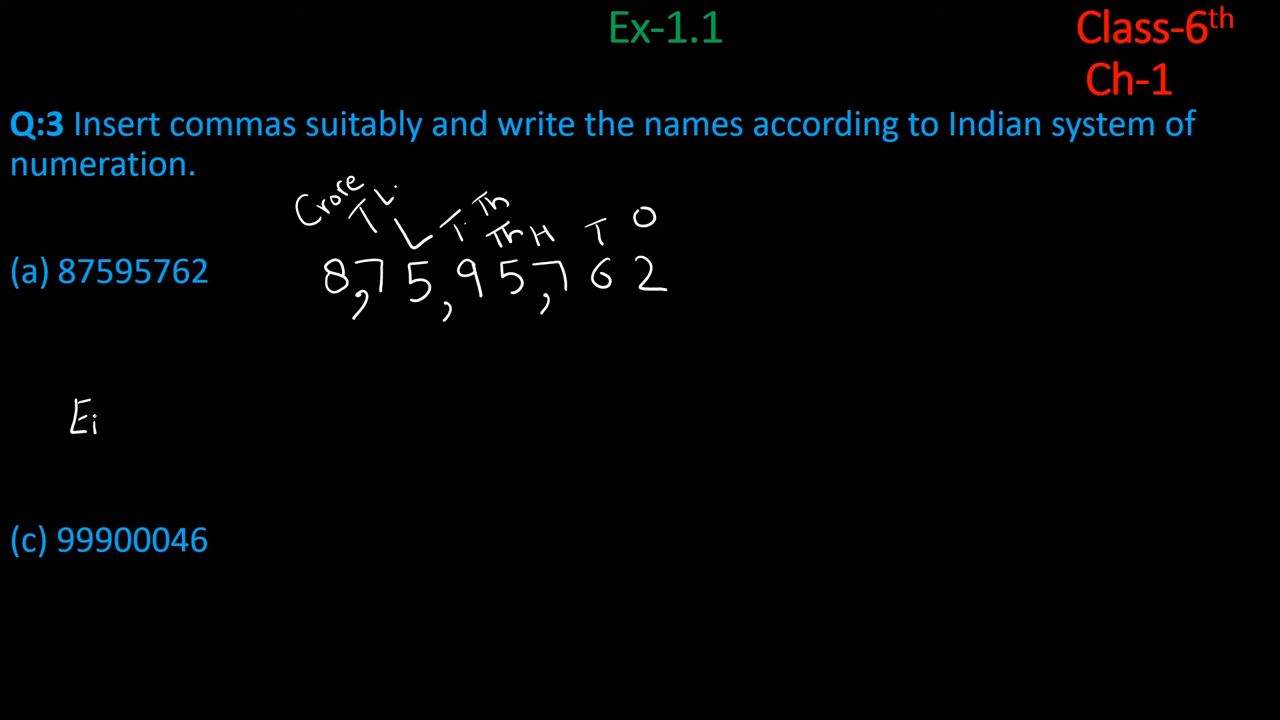 Ex-1.1
Class-6th
Ch-1
Q:3 Insert commas suitably and write the names according to Indian system of
numeration.
Crore T L. L T. Th Th H T O
(a) 87595762 8,75,95,762
Ei
(c) 99900046